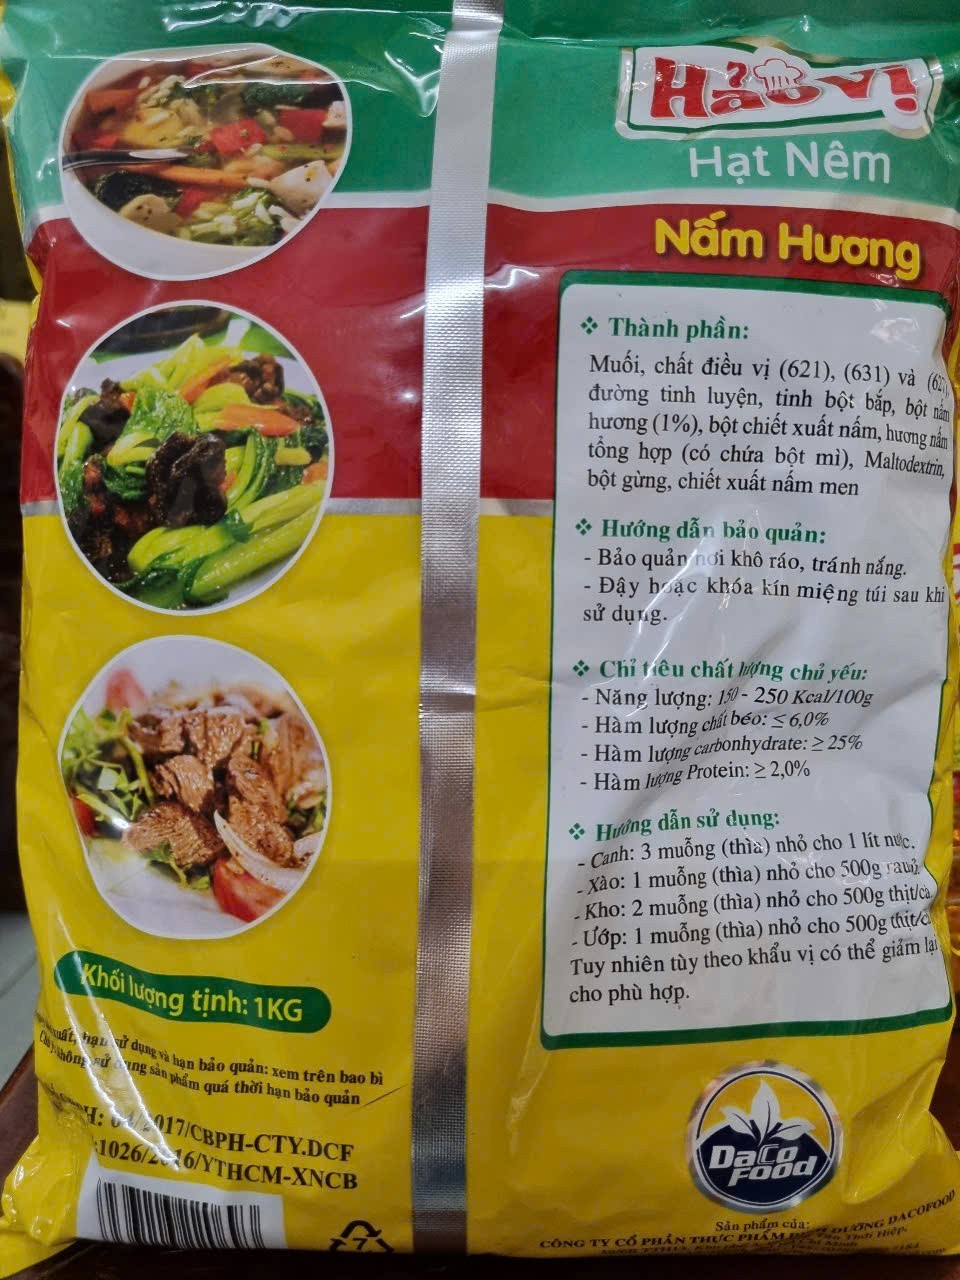 Hảo Vị
Hạt Nêm
Nấm Hương
❖ Thành phần:
Muối, chất điều vị (621), (631) và (627),
đường tinh luyện, tinh bột bắp, bột nấm
hương (1%), bột chiết xuất nấm, hương nấm
tổng hợp (có chứa bột mì), Maltodextrin,
bột gừng, chiết xuất nấm men
❖ Hướng dẫn bảo quản:
- Bảo quản nơi khô ráo, tránh nắng.
- Đậy hoặc khóa kín miệng túi sau khi
sử dụng.
❖ Chỉ tiêu chất lượng chủ yếu:
- Năng lượng: 150 - 250 Kcal/100g
- Hàm lượng chất béo: ≤ 6,0%
- Hàm lượng carbonhydrate: ≥ 25%
- Hàm lượng Protein: ≥ 2,0%
❖ Hướng dẫn sử dụng:
- Canh: 3 muỗng (thìa) nhỏ cho 1 lít nước.
- Xào: 1 muỗng (thìa) nhỏ cho 500g rau củ
- Kho: 2 muỗng (thìa) nhỏ cho 500g thịt/cá
- Ướp: 1 muỗng (thìa) nhỏ cho 500g thịt/cá
Tuy nhiên tùy theo khẩu vị có thể giảm lại
cho phù hợp.
Khối lượng tịnh: 1KG
xuất, hạn sử dụng và hạn bảo quản: xem trên bao bì
không sử dụng sản phẩm quá thời hạn bảo quản
/2017/CBPH-CTY.DCF
1026/2016/YTHCM-XNCB
7
DaCo
FOOD
Sản phẩm của:
CÔNG TY CỔ PHẦN THỰC PHẨM DƯỠNG DACOFOOD